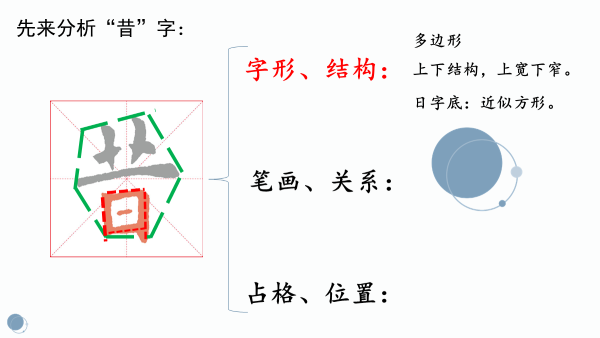 先来分析“昔”字：
昔
字形、结构：
多边形
上下结构，上宽下窄。
日字底：近似方形。
笔画、关系：
占格、位置：